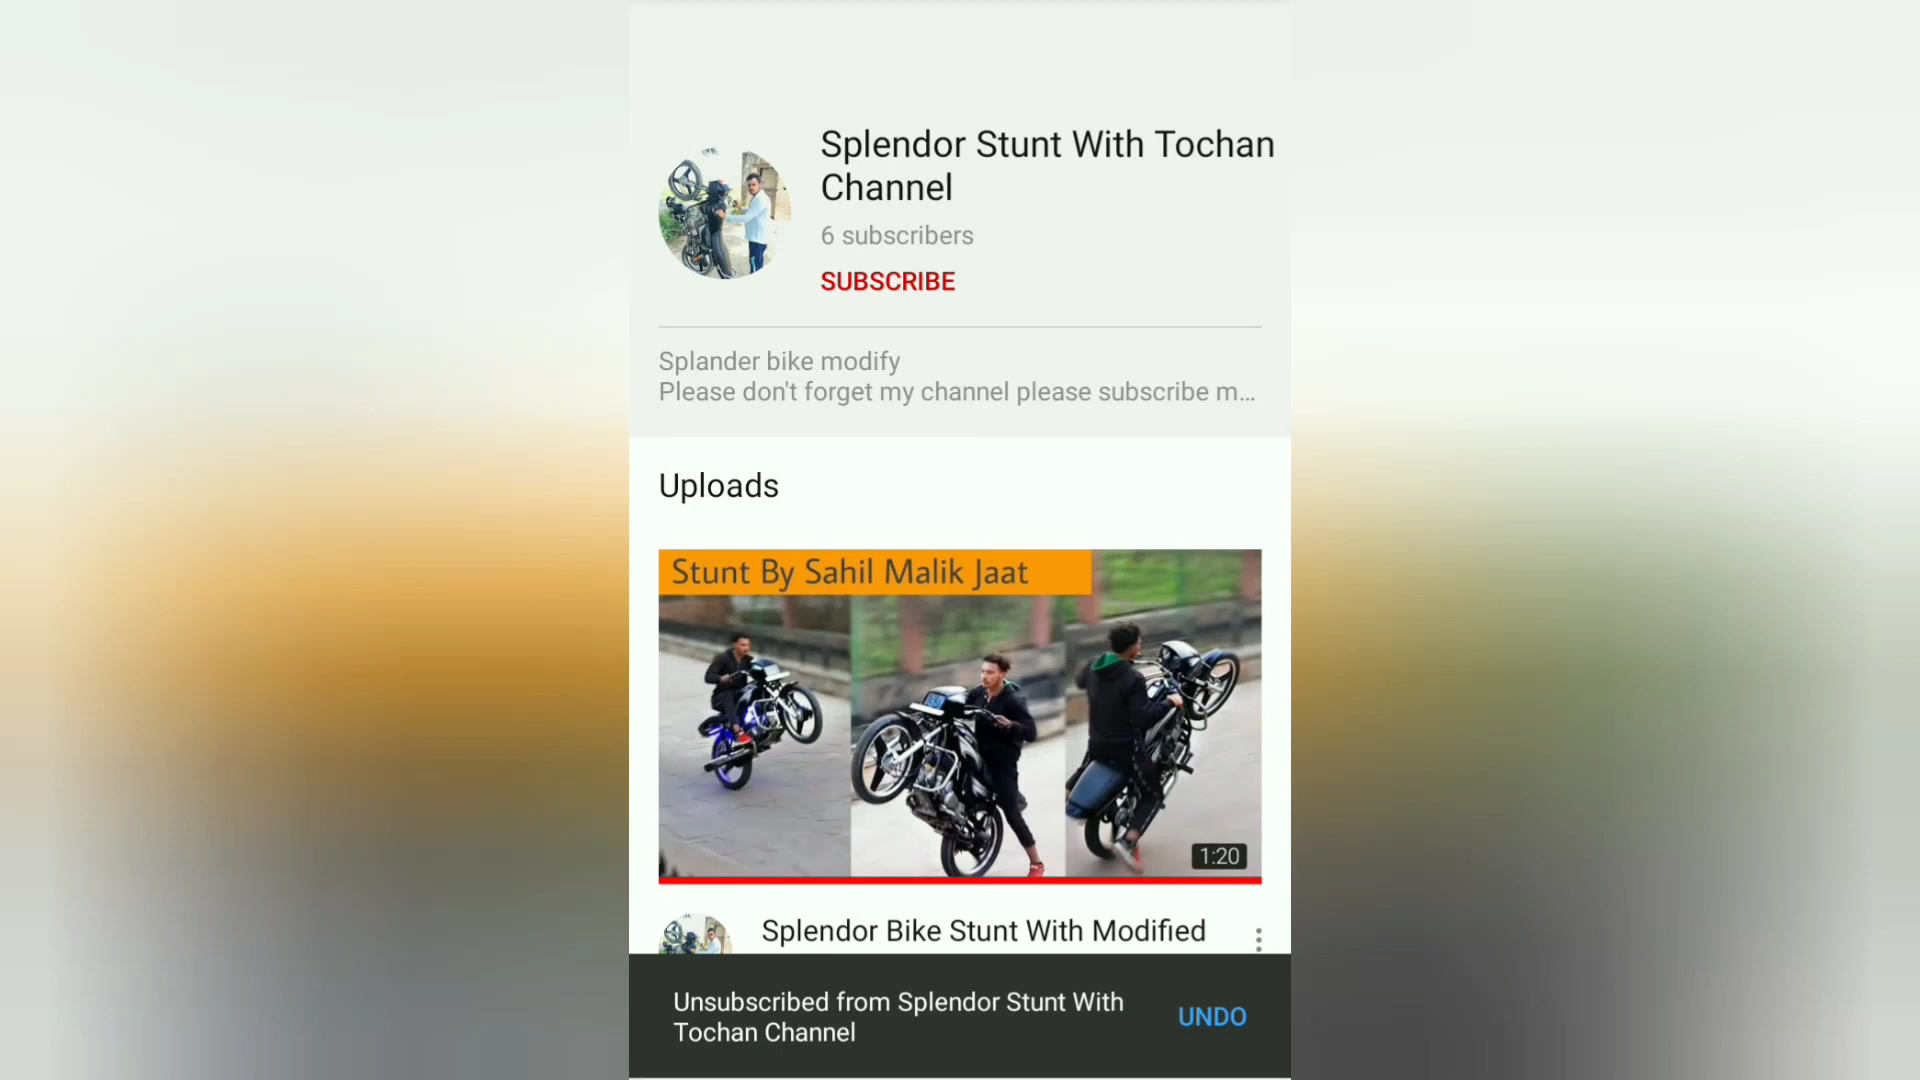 Splendor Stunt With Tochan
Channel
6 subscribers
SUBSCRIBE
Splander bike modify
Please don't forget my channel please subscribe m...
Uploads
Stunt By Sahil Malik Jaat
1:20
Splendor Bike Stunt With Modified
Unsubscribed from Splendor Stunt With
Tochan Channel
UNDO